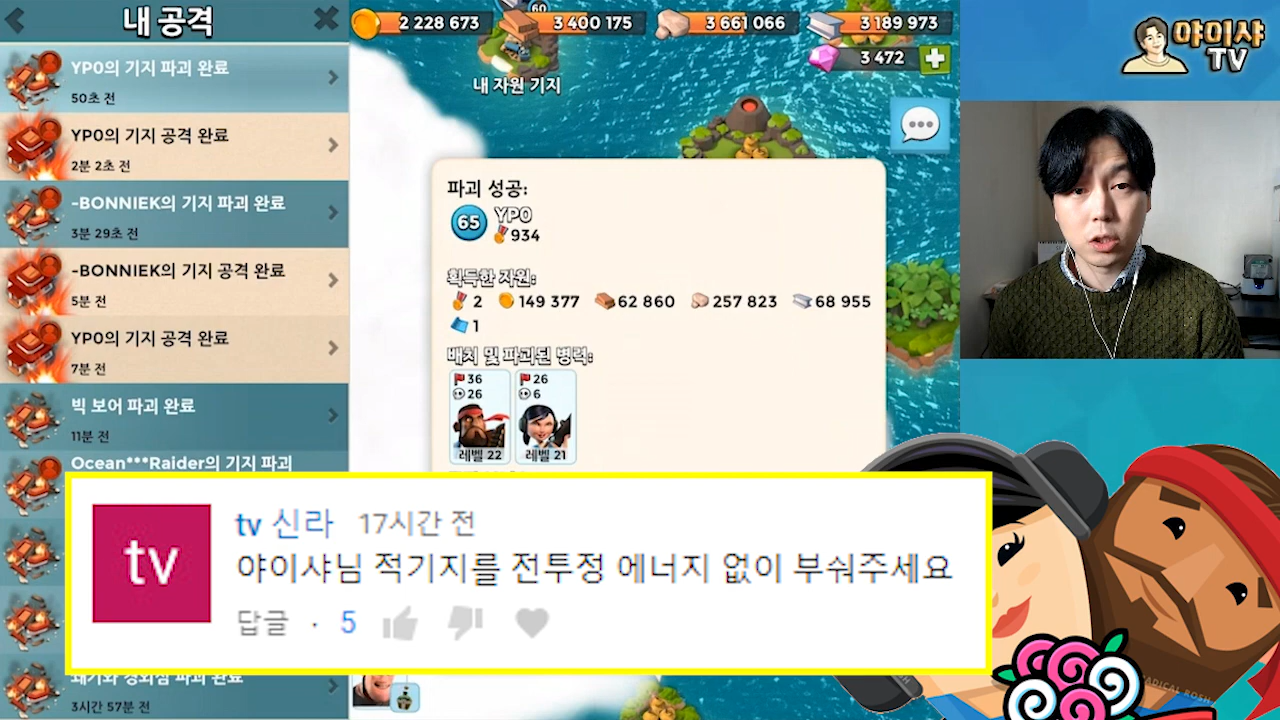 내 공격
YP0의 기지 파괴 완료
50초 전
YP0의 기지 공격 완료
2분 2초 전
-BONNIEK의 기지 파괴 완료
3분 29초 전
-BONNIEK의 기지 공격 완료
5분 전
YP0의 기지 공격 완료
7분 전
빅 보어 파괴 완료
11분 전
Ocean***Raider의 기지 파괴
3시간 57분 전
2 228 673
60
3 400 175
3 661 066
3 189 973
3 472
내 자원 기지
야이샤
TV
파괴 성공:
65 YP0
934
획득한 자원:
2 149 377 62 860 257 823 68 955
1
배치 및 파괴된 병력:
36 26
26 6
레벨 22 레벨 21
tv
tv 신라 17시간 전
야이샤님 적기지를 전투정 에너지 없이 부숴주세요
답글 · 5